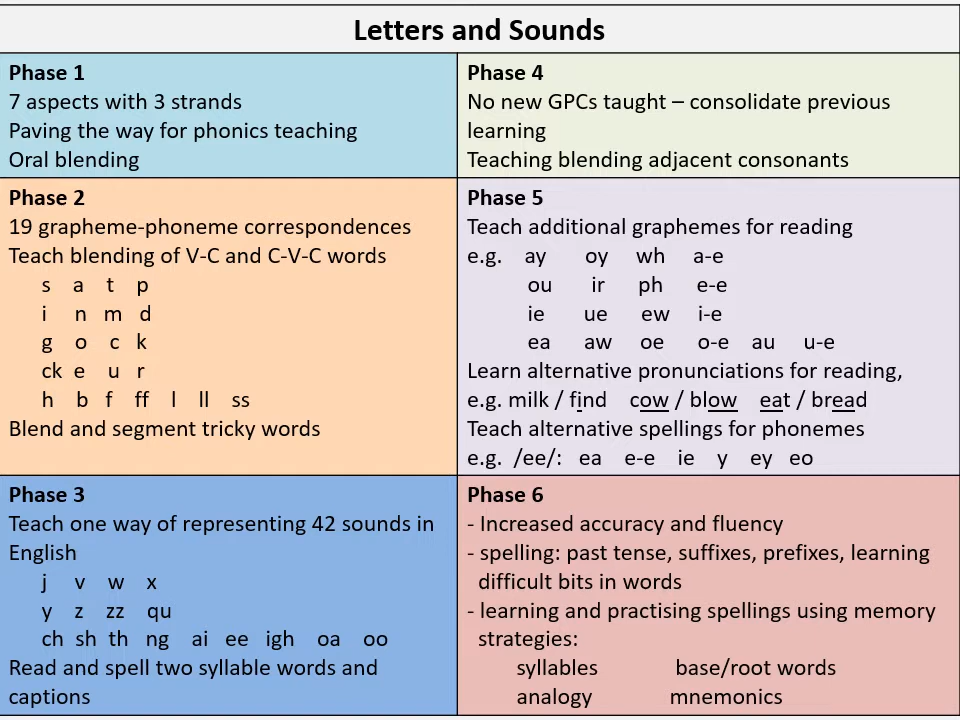 Letters and Sounds
Phase 1
7 aspects with 3 strands
Paving the way for phonics teaching
Oral blending
Phase 2
19 grapheme-phoneme correspondences
Teach blending of V-C and C-V-C words
s a t p
i n m d
g o c k
ck e u r
h b f ff l ll ss
Blend and segment tricky words
Phase 3
Teach one way of representing 42 sounds in
English
j v w x
y z zz qu
ch sh th ng ai ee igh oa oo
Read and spell two syllable words and
captions
Phase 4
No new GPCs taught – consolidate previous
learning
Teaching blending adjacent consonants
Phase 5
Teach additional graphemes for reading
e.g. ay oy wh a-e
ou ir ph e-e
ie ue ew i-e
ea aw oe o-e au u-e
Learn alternative pronunciations for reading,
e.g. milk / find cow / blow eat / bread
Teach alternative spellings for phonemes
e.g. /ee/: ea e-e ie y ey eo
Phase 6
- Increased accuracy and fluency
- spelling: past tense, suffixes, prefixes, learning
difficult bits in words
- learning and practising spellings using memory
strategies:
syllables base/root words
analogy mnemonics